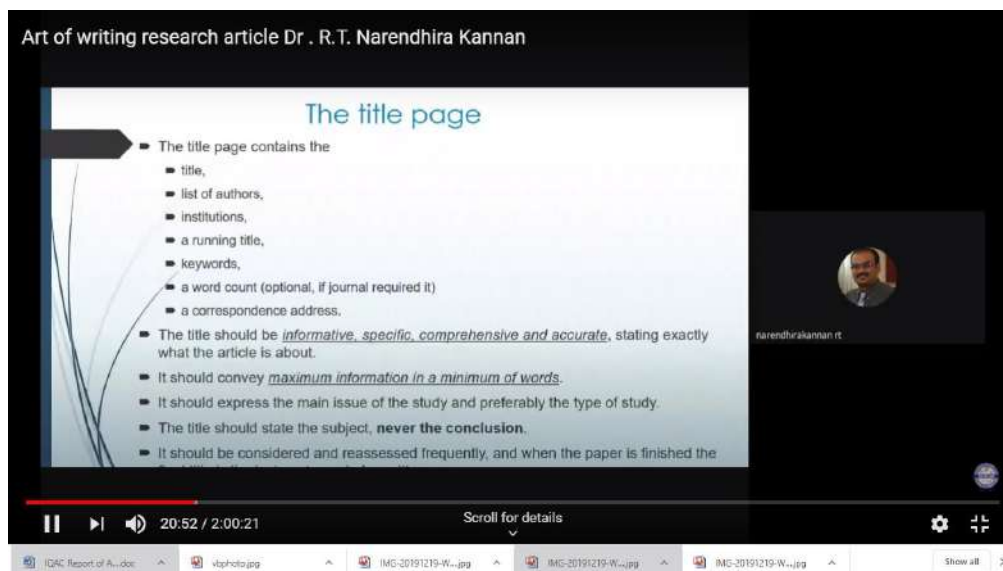 Art of writing research article Dr . R.T. Narendhira Kannan
The title page
The title page contains the
title,
list of authors,
institutions,
a running title,
keywords,
a word count (optional, if journal required it)
a correspondence address.
The title should be informative, specific, comprehensive and accurate, stating exactly
what the article is about.
It should convey maximum information in a minimum of words.
It should express the main issue of the study and preferably the type of study.
The title should state the subject, never the conclusion.
It should be considered and reassessed frequently, and when the paper is finished the
narendhirakannan rt
20:52 / 2:00:21
Scroll for details
IQAC Report of A....doc
vbphoto.jpg
IMG-20191219-W....jpg
IMG-20191219-W....jpg
IMG-20191219-W....jpg
Show all